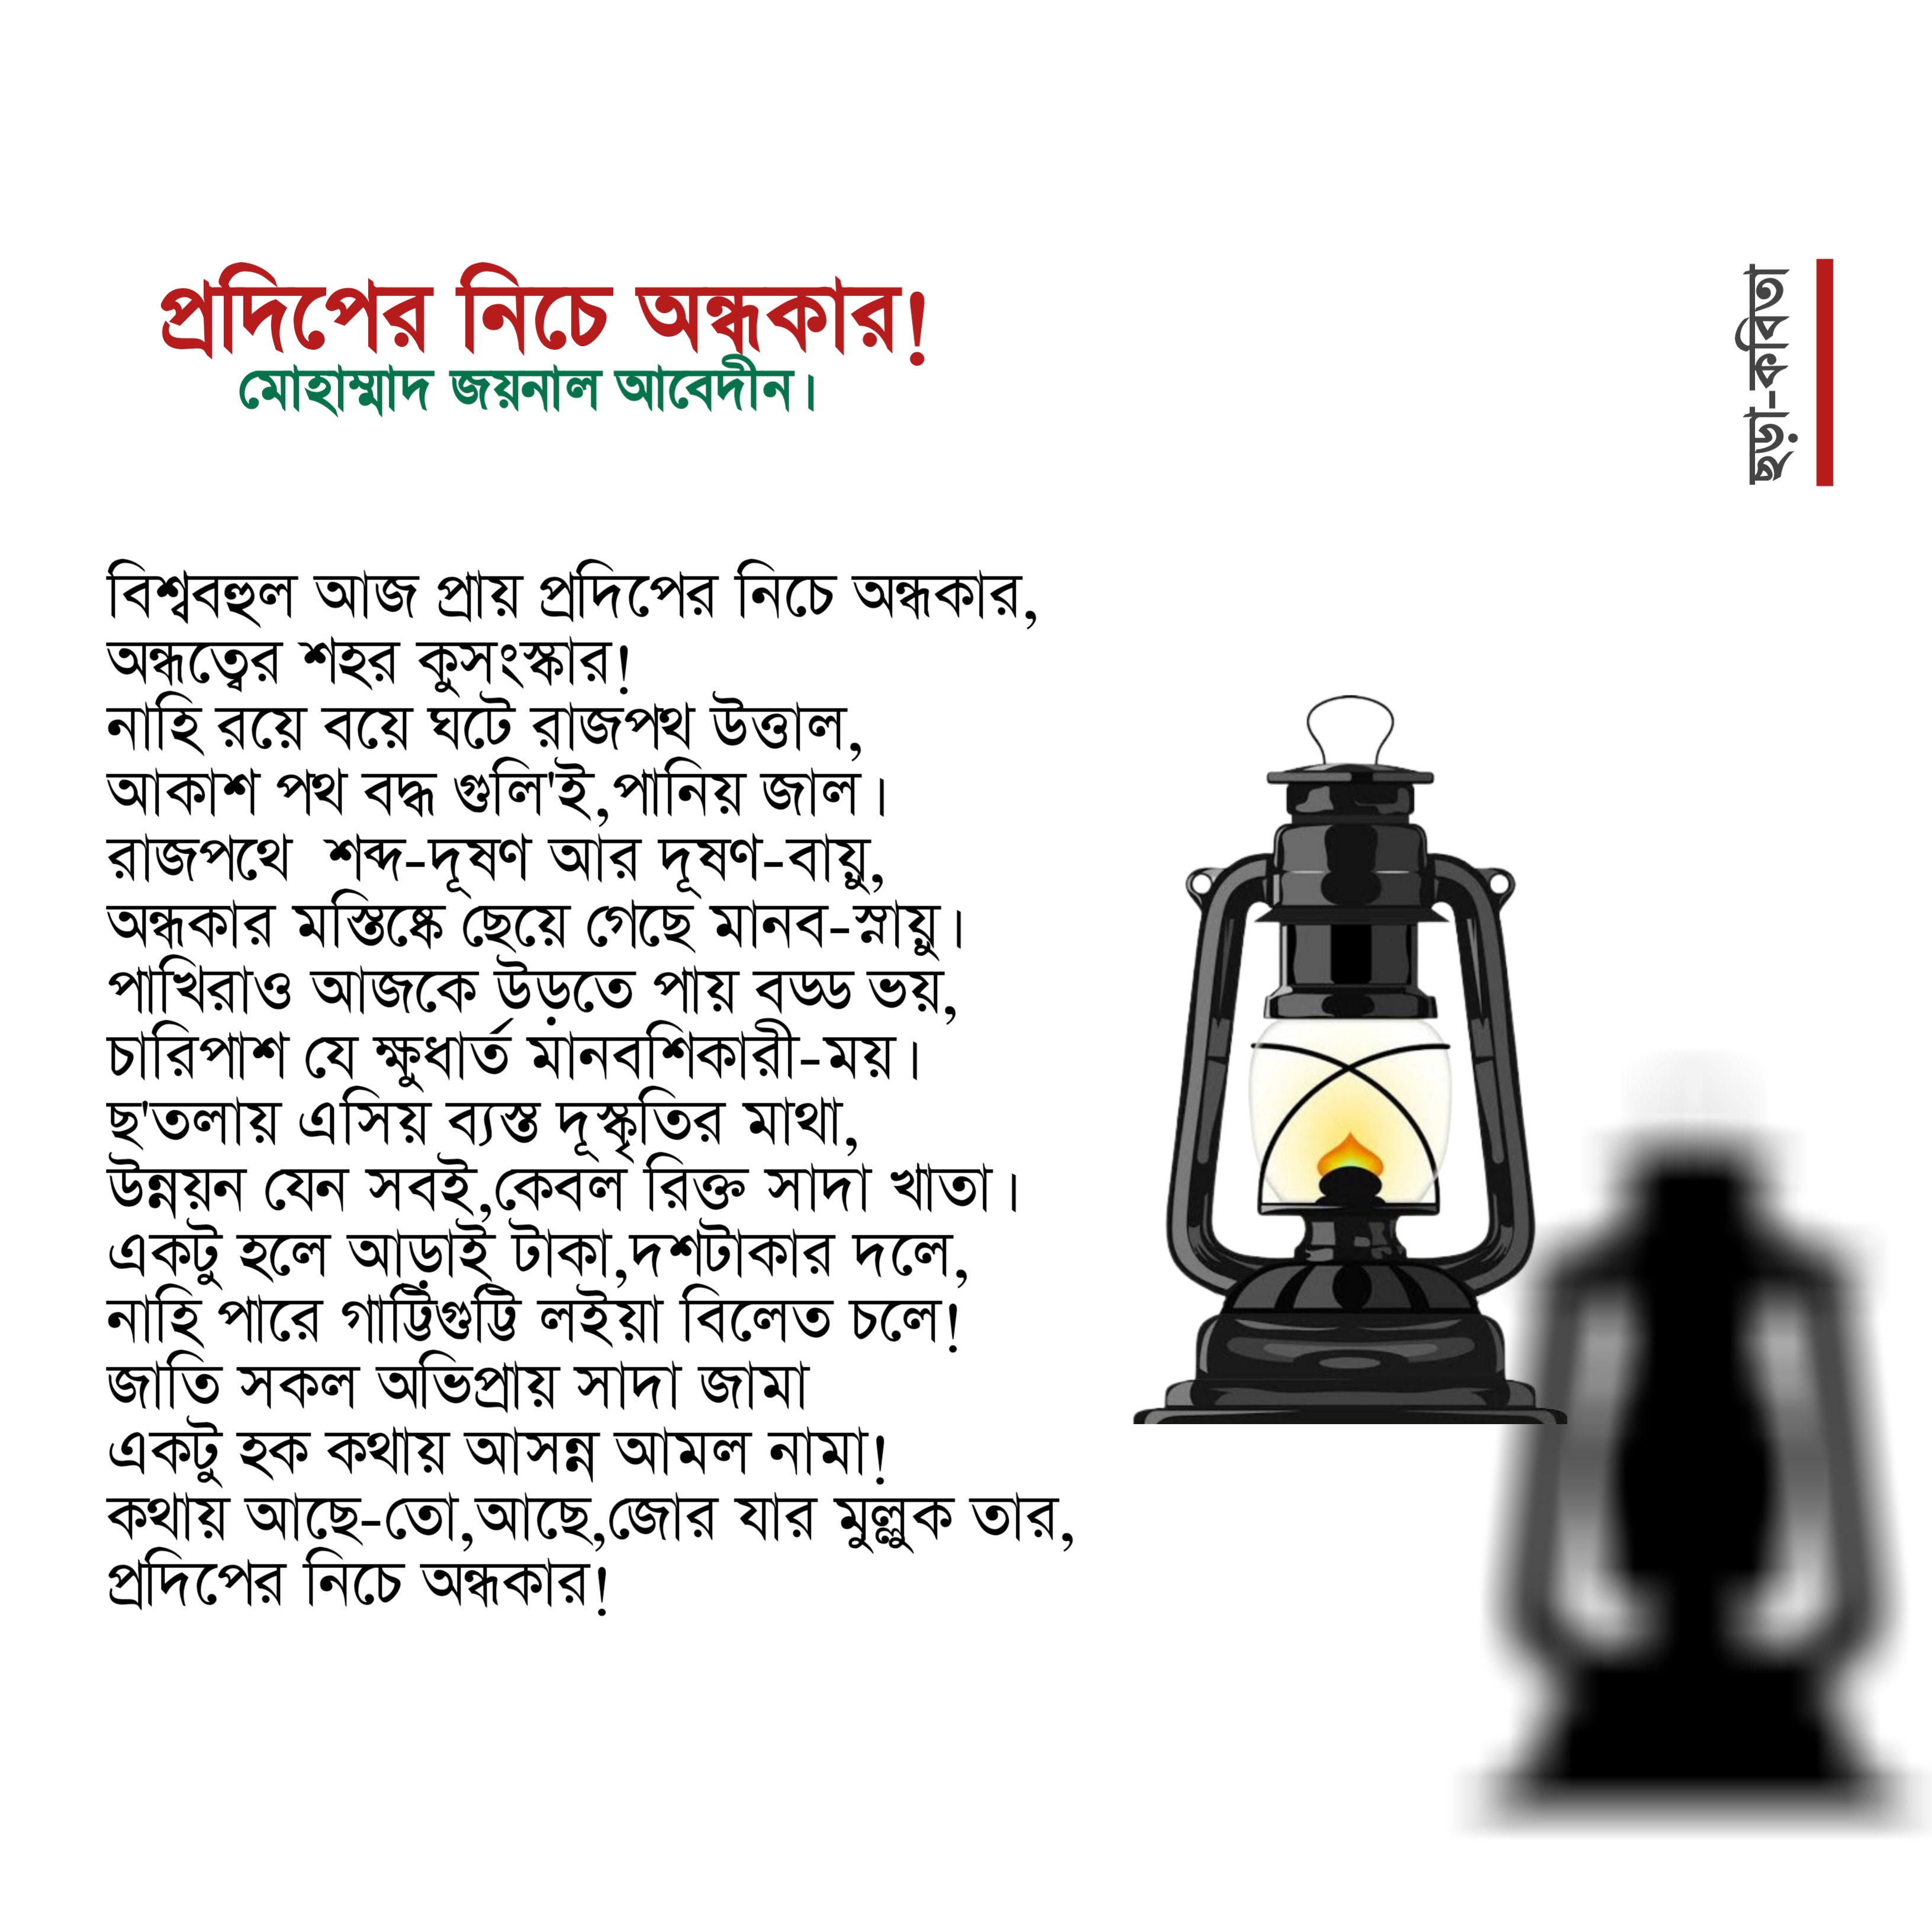 প্রদিপের নিচে অন্ধকার!
মোহাম্মাদ জয়নাল আবেদীন।
ছড়া-কবিতা
বিশ্ববহুল আজ প্রায় প্রদিপের নিচে অন্ধকার,
অন্ধত্বের শহর কুসংস্কার!
নাহি রয়ে বয়ে ঘটে রাজপথ উত্তাল,
আকাশ পথ বদ্ধ গুলি'ই,পানিয় জাল।
রাজপথে শব্দ-দূষণ আর দূষণ-বায়ু,
অন্ধকার মস্তিষ্কে ছেয়ে গেছে মানব-স্নায়ু।
পাখিরাও আজকে উড়তে পায় বড্ড ভয়,
চারিপাশ যে ক্ষুধার্ত মানবশিকারী-ময়।
ছ'তলায় এসিয় ব্যস্ত দূস্কৃতির মাথা,
উন্নয়ন যেন সবই,কেবল রিক্ত সাদা খাতা।
একটু হলে আড়াই টাকা,দশটাকার দলে,
নাহি পারে গাট্টিগুট্টি লইয়া বিলেত চলে!
জাতি সকল অভিপ্রায় সাদা জামা
একটু হক কথায় আসন্ন আমল নামা!
কথায় আছে-তো,আছে,জোর যার মুল্লুক তার,
প্রদিপের নিচে অন্ধকার!